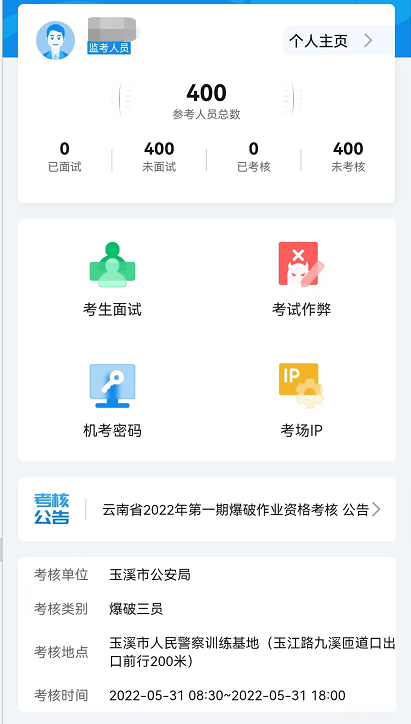 监考人员
个人主页
400
参考人员总数
0
400
0
400
已面试
未面试
已考核
未考核
考生面试
考试作弊
IP
机考密码
考场IP
考核
公告
云南省2022年第一期爆破作业资格考核 公告
考核单位
玉溪市公安局
考核类别
爆破三员
考核地点
玉溪市人民警察训练基地（玉江路九溪匝道口出
口前行200米）
考核时间
2022-05-31 08:30~2022-05-31 18:00